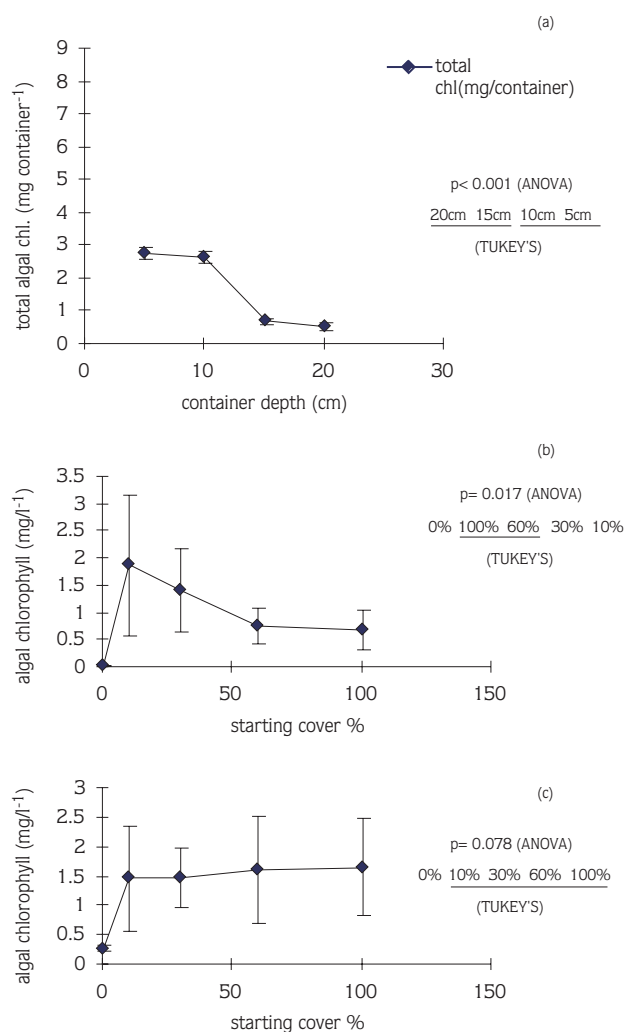 (a)
9
8
7
6
5
4
3
2
1
0
total algal chl. (mg container⁻¹)
total
chl(mg/container)
p< 0.001 (ANOVA)
20cm 15cm 10cm 5cm
(TUKEY'S)
0 10 20 30
container depth (cm)
(b)
3.5
3
2.5
2
1.5
1
0.5
0
algal chlorophyll (mg/l⁻¹)
p= 0.017 (ANOVA)
0% 100% 60% 30% 10%
(TUKEY'S)
0 50 100 150
starting cover %
(c)
3
2.5
2
1.5
1
0.5
0
algal chlorophyll (mg/l⁻¹)
p= 0.078 (ANOVA)
0% 10% 30% 60% 100%
(TUKEY'S)
0 50 100 150
starting cover %